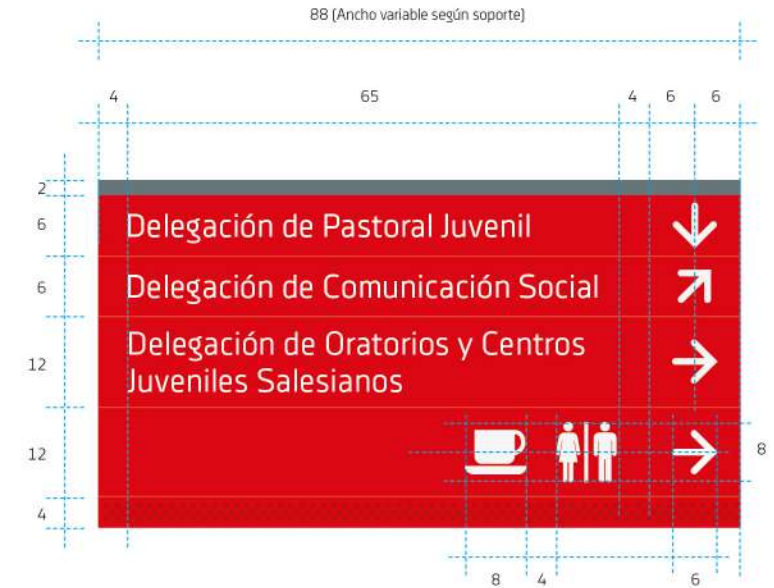 88 (Ancho variable según soporte)
4 65 4 6 6
2
6 Delegación de Pastoral Juvenil
6 Delegación de Comunicación Social
12 Delegación de Oratorios y Centros
Juveniles Salesianos
12 8
4
8 4 6